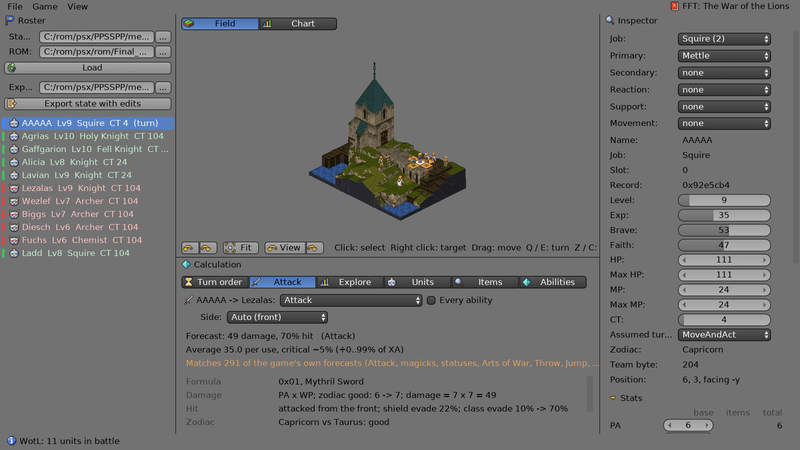 File Game View
FFT: The War of the Lions
Roster
Sta... C:/rom/psx/PPSSPP/me... ...
ROM: C:/rom/psx/rom/Final_... ...
Load
Exp... C:/rom/psx/PPSSPP/me... ...
Export state with edits
AAAAA Lv9 Squire CT 4 (turn)
Agrias Lv10 Holy Knight CT 104
Gaffgarion Lv10 Fell Knight CT ...
Alicia Lv8 Knight CT 24
Lavian Lv9 Knight CT 24
Lezalas Lv9 Knight CT 104
Wezlef Lv7 Archer CT 104
Biggs Lv7 Archer CT 104
Diesch Lv6 Archer CT 104
Fuchs Lv6 Chemist CT 104
Ladd Lv8 Squire CT 104
WotL: 11 units in battle
Field Chart
Fit View Click: select Right click: target Drag: move Q / E: turn Z / C:
Calculation
Turn order Attack Explore Units Items Abilities
AAAAA -> Lezalas: Attack Every ability
Side: Auto (front)
Forecast: 49 damage, 70% hit (Attack)
Average 35.0 per use, critical ~5% (+0..99% of XA)
Matches 291 of the game's own forecasts (Attack, magicks, statuses, Arts of War, Throw, Jump, ...
Formula 0x01, Mythril Sword
Damage PA x WP; zodiac good: 6 -> 7; damage = 7 x 7 = 49
Hit attacked from the front; shield evade 22%; class evade 10% -> 70%
Zodiac Capricorn vs Taurus: good
Inspector
Job: Squire (2)
Primary: Mettle
Secondary: none
Reaction: none
Support: none
Movement: none
Name: AAAAA
Job: Squire
Slot: 0
Record: 0x92e5cb4
Level: 9
Exp: 35
Brave: 53
Faith: 47
HP: 111
Max HP: 111
MP: 24
Max MP: 24
CT: 4
Assumed tur... MoveAndAct
Zodiac: Capricorn
Team byte: 204
Position: 6, 3, facing -y
Stats
base items total
PA 6 6